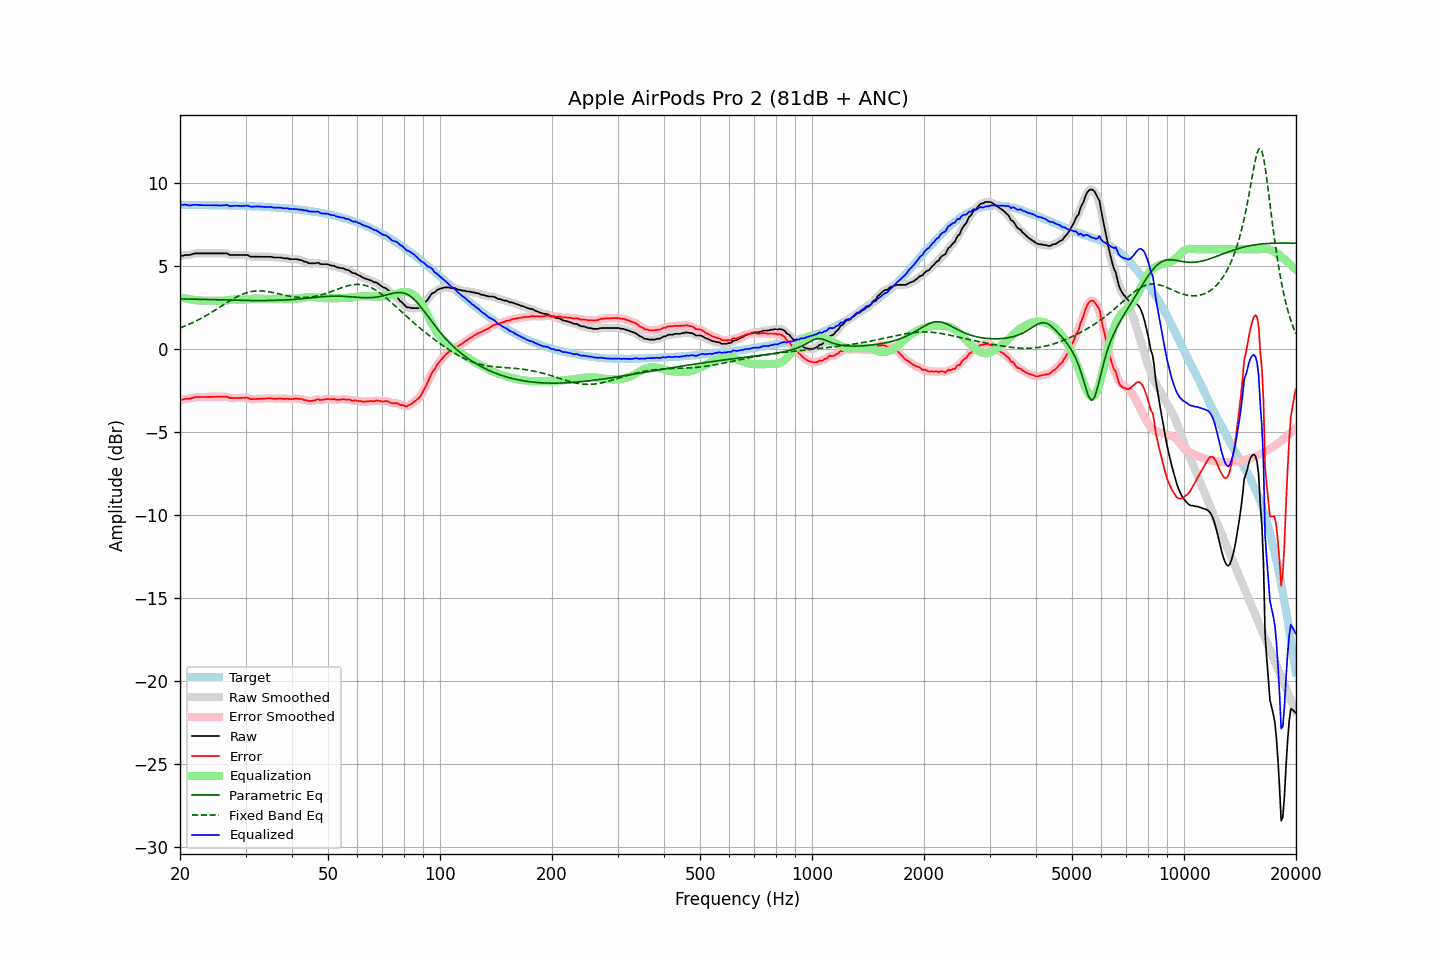 Apple AirPods Pro 2 (81dB + ANC)
10
5
0
−5
−10
−15
−20
−25
−30
Amplitude (dBr)
Target
Raw Smoothed
Error Smoothed
Raw
Error
Equalization
Parametric Eq
Fixed Band Eq
Equalized
20 50 100 200 500 1000 2000 5000 10000 20000
Frequency (Hz)